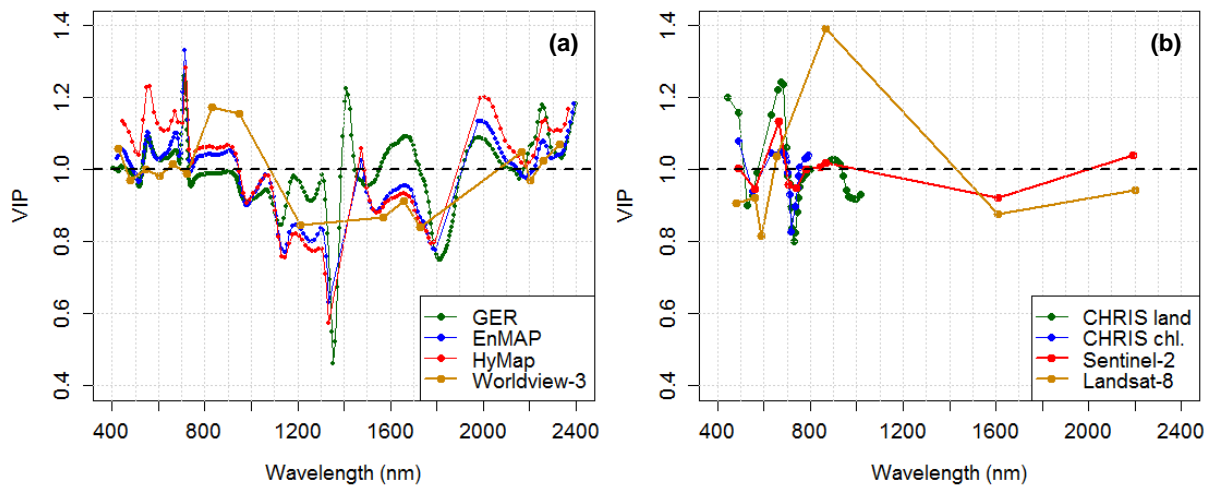 (a)
VIP
1.4
1.2
1.0
0.8
0.6
0.4
GER
EnMAP
HyMap
Worldview-3
400 800 1200 1600 2000 2400
Wavelength (nm)
(b)
VIP
1.4
1.2
1.0
0.8
0.6
0.4
CHRIS land
CHRIS chl.
Sentinel-2
Landsat-8
400 800 1200 1600 2000 2400
Wavelength (nm)